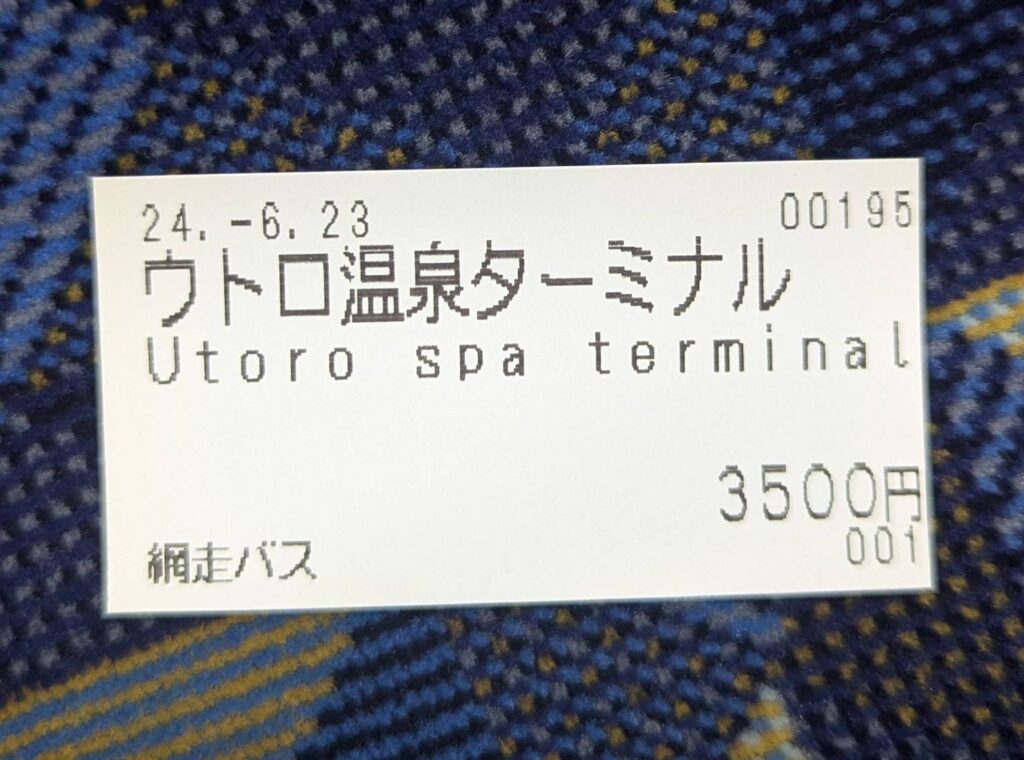 24.-6.23
00195
ウトロ温泉ターミナル
Utoro spa terminal
3500円
001
網走バス